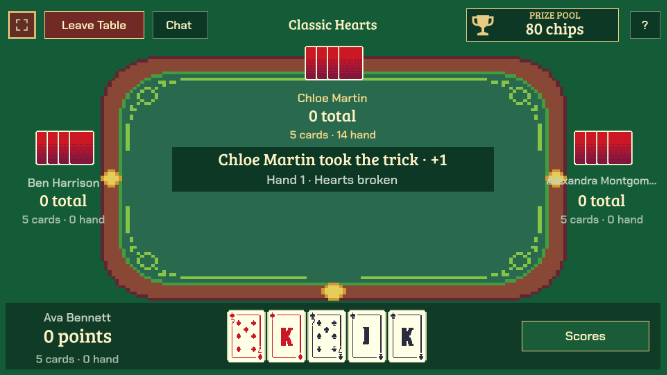 Leave Table
Chat
Classic Hearts
PRIZE POOL
80 chips
?
Chloe Martin
0 total
5 cards · 14 hand
Chloe Martin took the trick · +1
Hand 1 · Hearts broken
Ben Harrison
0 total
5 cards · 0 hand
exandra Montgom...
0 total
5 cards · 0 hand
Ava Bennett
0 points
5 cards · 0 hand
K
J
K
Scores